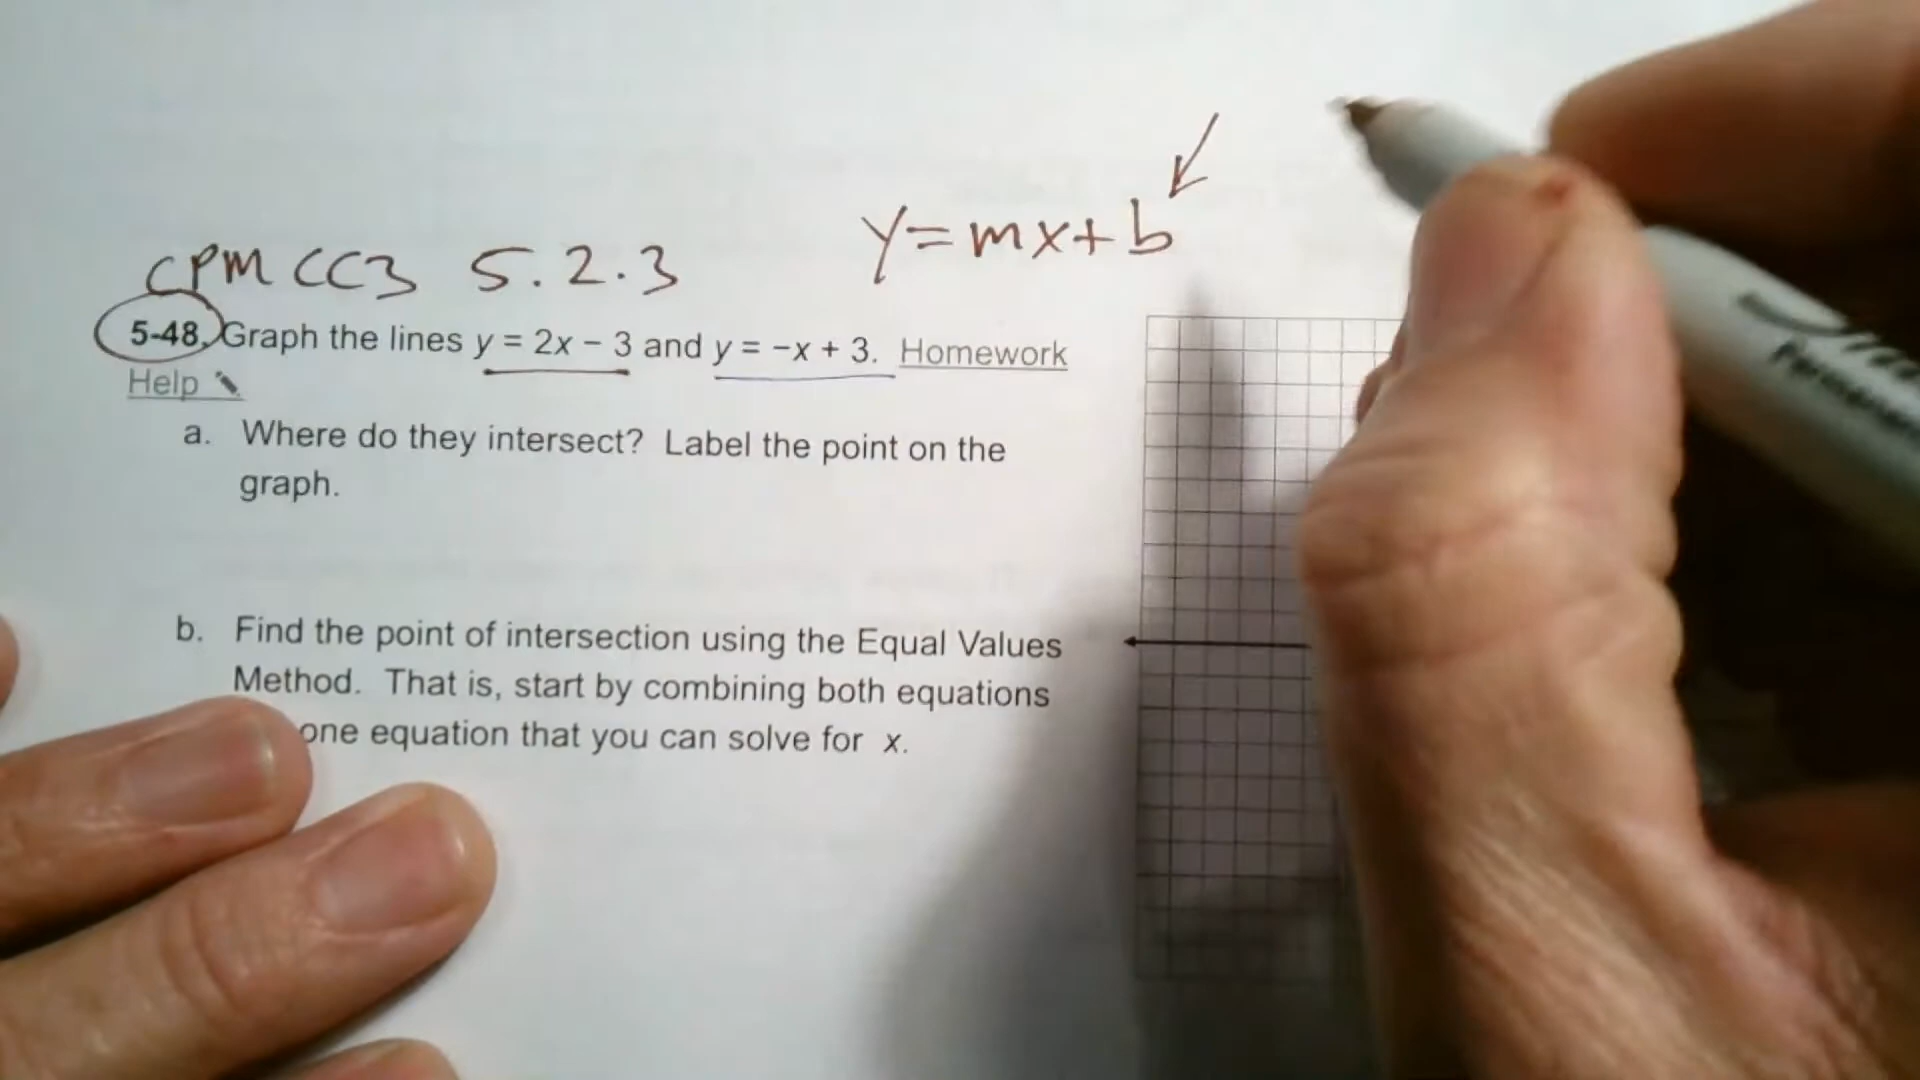 y=mx+b
CPM CC3 5.2.3
5-48. Graph the lines y = 2x − 3 and y = −x + 3. Homework
Help
a. Where do they intersect? Label the point on the
graph.
b. Find the point of intersection using the Equal Values
Method. That is, start by combining both equations
one equation that you can solve for x.